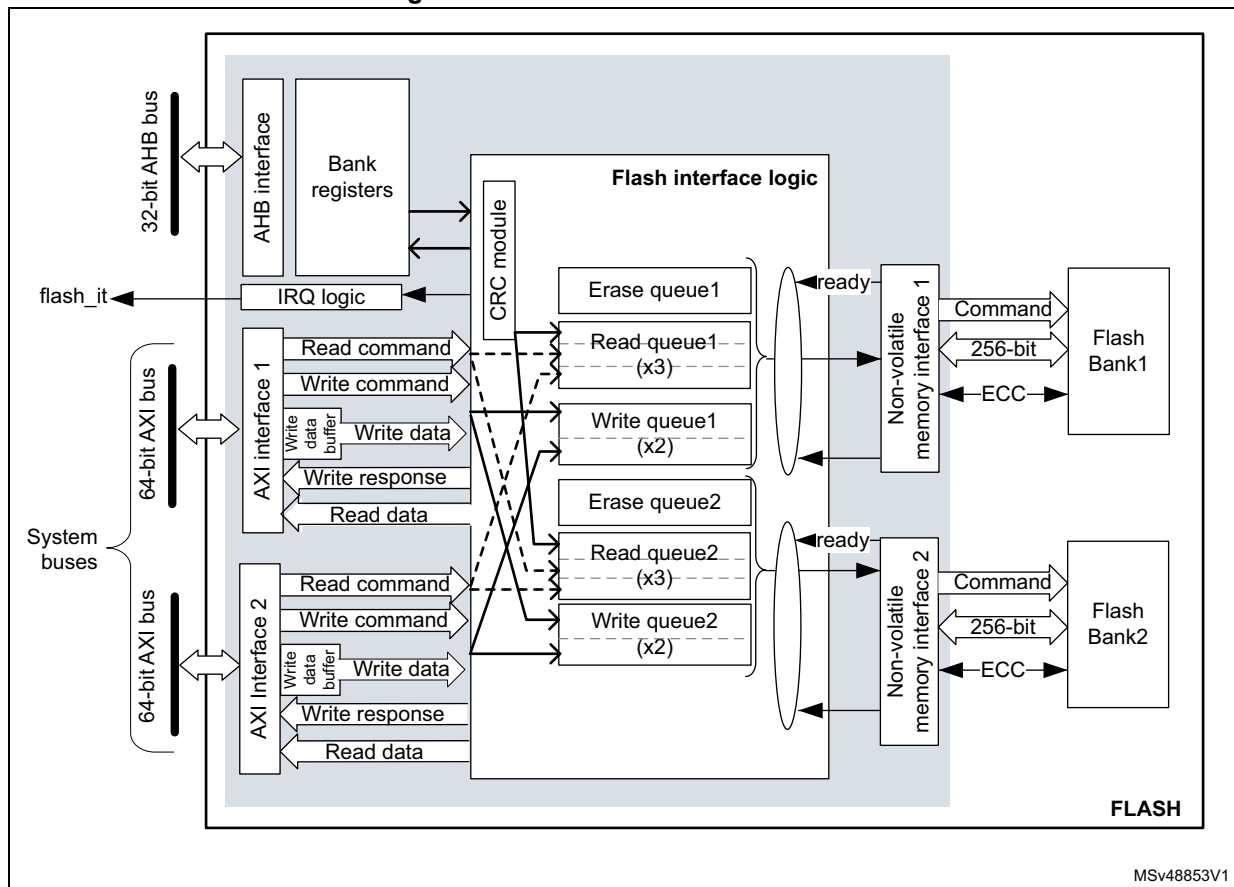 g
32-bit AHB bus
AHB interface
Bank
registers
Flash interface logic
CRC module
flash_it
IRQ logic
Erase queue1
Read queue1
(x3)
Write queue1
(x2)
Erase queue2
Read queue2
(x3)
Write queue2
(x2)
64-bit AXI bus
AXI interface 1
Read command
Write command
Write
data
buffer
Write data
Write response
Read data
System
buses
64-bit AXI bus
AXI Interface 2
Read command
Write command
Write
data
buffer
Write data
Write response
Read data
ready
Non-volatile
memory interface 1
Command
256-bit
ECC
Flash
Bank1
ready
Non-volatile
memory interface 2
Command
256-bit
ECC
Flash
Bank2
FLASH
MSv48853V1